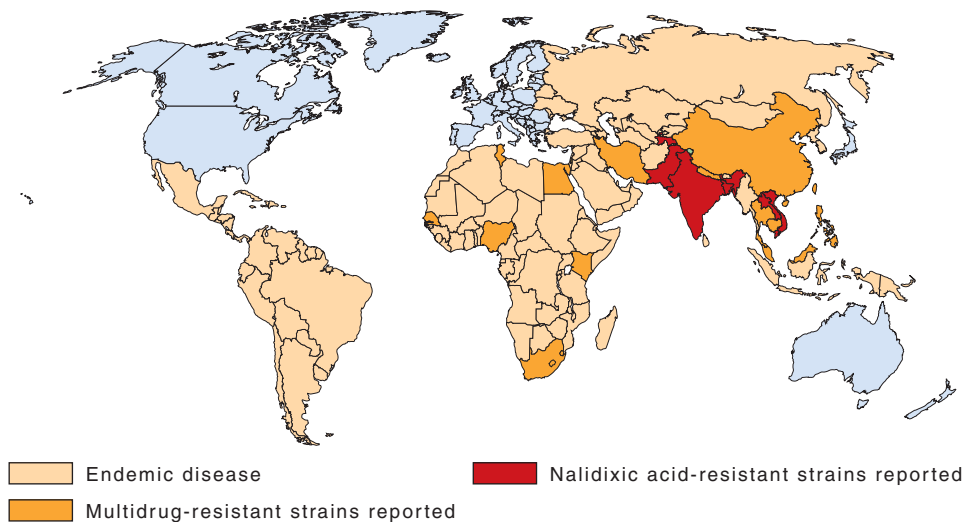 Endemic disease
Multidrug-resistant strains reported
Nalidixic acid-resistant strains reported